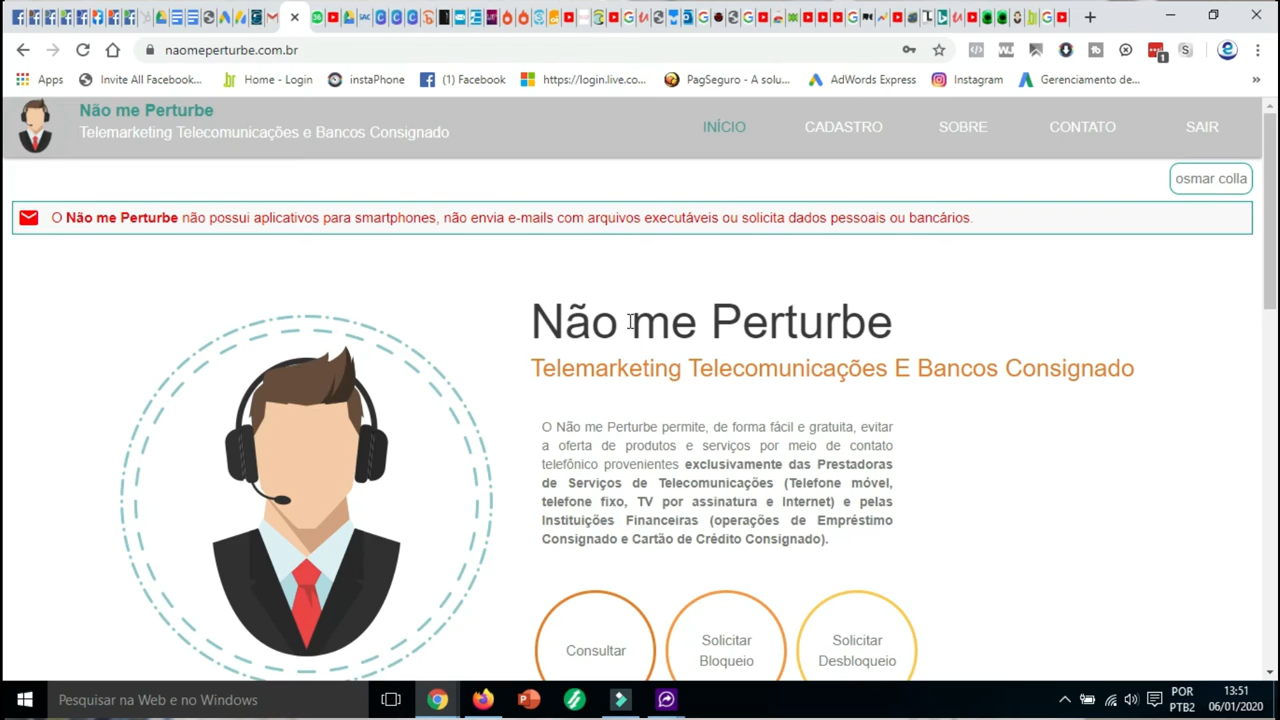 naomeperturbe.com.br
1
Apps
Invite All Facebook...
Home - Login
instaPhone
(1) Facebook
https://login.live.co...
PagSeguro - A solu...
AdWords Express
Instagram
Gerenciamento de...
»
Não me Perturbe
Telemarketing Telecomunicações e Bancos Consignado
INÍCIO
CADASTRO
SOBRE
CONTATO
SAIR
osmar colla
O Não me Perturbe não possui aplicativos para smartphones, não envia e-mails com arquivos executáveis ou solicita dados pessoais ou bancários.
Não me Perturbe
Telemarketing Telecomunicações E Bancos Consignado
O Não me Perturbe permite, de forma fácil e gratuita, evitar
a oferta de produtos e serviços por meio de contato
telefônico provenientes exclusivamente das Prestadoras
de Serviços de Telecomunicações (Telefone móvel,
telefone fixo, TV por assinatura e Internet) e pelas
Instituições Financeiras (operações de Empréstimo
Consignado e Cartão de Crédito Consignado).
Consultar
Solicitar
Bloqueio
Solicitar
Desbloqueio
Pesquisar na Web e no Windows
POR
PTB2
13:51
06/01/2020